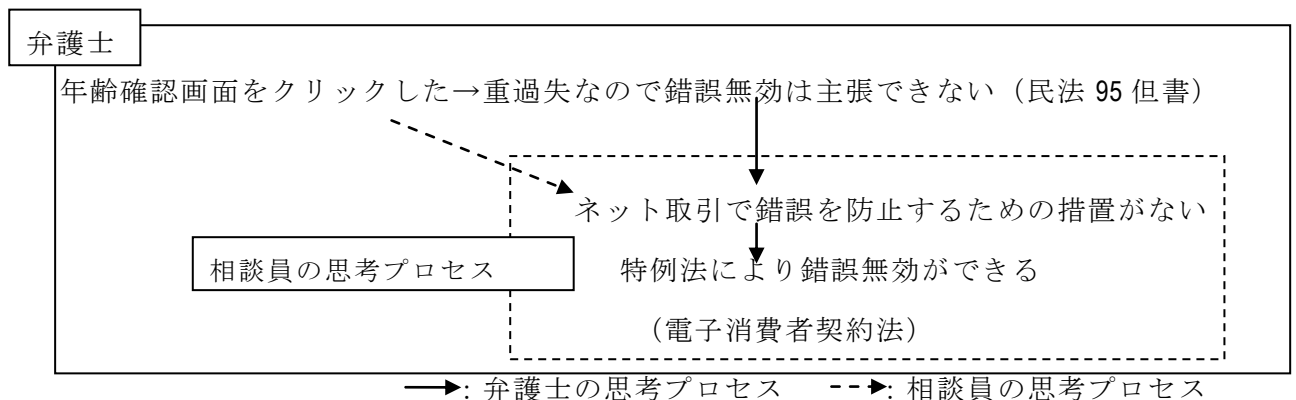 弁護士
年齢確認画面をクリックした→重過失なので錯誤無効は主張できない（民法 95 但書）
ネット取引で錯誤を防止するための措置がない
相談員の思考プロセス
特例法により錯誤無効ができる
（電子消費者契約法）
: 弁護士の思考プロセス
: 相談員の思考プロセス